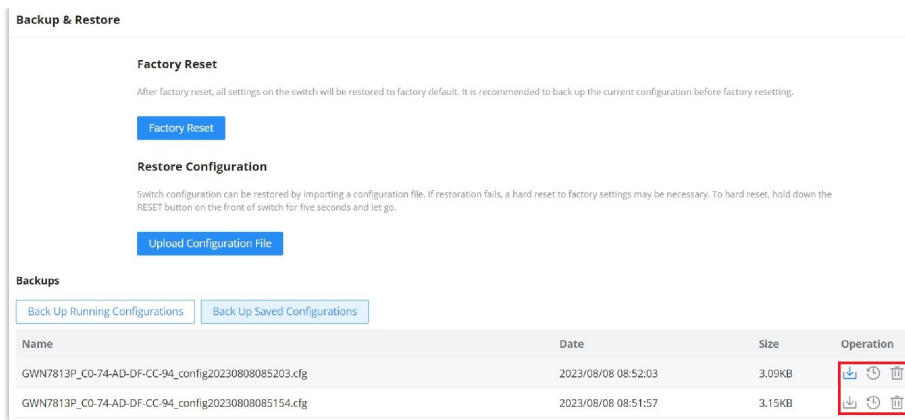 Backup & Restore
Factory Reset
After factory reset, all settings on the switch will be restored to factory default. It is recommended to back up the current configuration before factory resetting.
Factory Reset
Restore Configuration
Switch configuration can be restored by importing a configuration file. If restoration fails, a hard reset to factory settings may be necessary. To hard reset, hold down the
RESET button on the front of switch for five seconds and let go.
Upload Configuration File
Backups
Back Up Running Configurations Back Up Saved Configurations
Name Date Size Operation
GWN7813P_C0-74-AD-DF-CC-94_config20230808085203.cfg 2023/08/08 08:52:03 3.09KB
GWN7813P_C0-74-AD-DF-CC-94_config20230808085154.cfg 2023/08/08 08:51:57 3.15KB